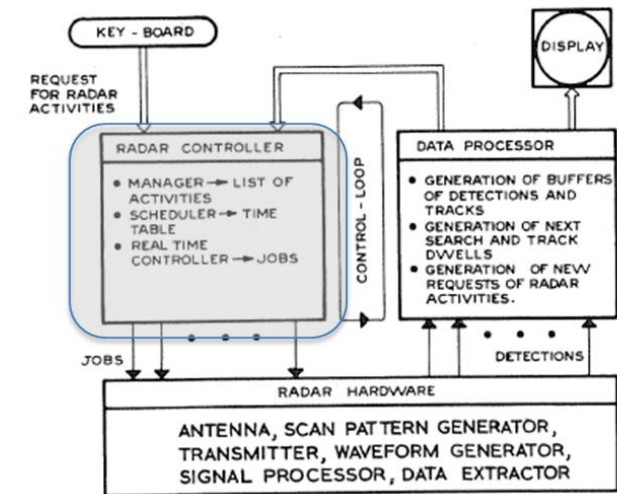 KEY - BOARD
DISPLAY
REQUEST
FOR RADAR
ACTIVITIES
RADAR CONTROLLER
• MANAGER → LIST OF
ACTIVITIES
• SCHEDULER → TIME
TABLE
• REAL TIME
CONTROLLER → JOBS
CONTROL - LOOP
DATA PROCESSOR
• GENERATION OF BUFFERS
OF DETECTIONS AND
TRACKS
• GENERATION OF NEXT
SEARCH AND TRACK
DWELLS
• GENERATION OF NEW
REQUESTS OF RADAR
ACTIVITIES.
JOBS
DETECTIONS
RADAR HARDWARE
ANTENNA, SCAN PATTERN GENERATOR,
TRANSMITTER, WAVEFORM GENERATOR,
SIGNAL PROCESSOR, DATA EXTRACTOR